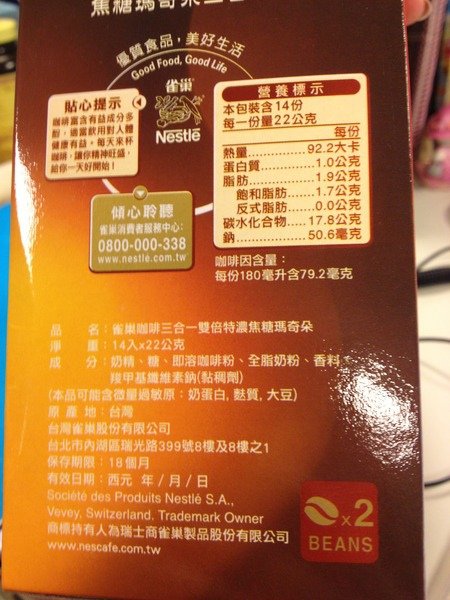 焦糖瑪奇朵三合一
優質食品，美好生活
Good Food, Good Life
雀巢
Nestlé
貼心提示
咖啡富含有益成分多
酚，適當飲用對人體
健康有益。每天來杯
咖啡，讓你精神旺盛，
給你一天好開始！
傾心聆聽
雀巢消費者服務中心:
0800-000-338
www.nestle.com.tw
營養標示
本包裝含14份
每一份量22公克
每份
熱量..............92.2大卡
蛋白質..............1.0公克
脂肪..............1.9公克
飽和脂肪.......1.7公克
反式脂肪.......0.0公克
碳水化合物.....17.8公克
鈉..............50.6毫克
咖啡因含量：
每份180毫升含79.2毫克
品 名：雀巢咖啡三合一雙倍特濃焦糖瑪奇朵
淨 重：14入x22公克
成 分：奶精、糖、即溶咖啡粉、全脂奶粉、香料、
羧甲基纖維素鈉(黏稠劑)
(本品可能含微量過敏原：奶蛋白, 麩質, 大豆)
原 產 地：台灣
台灣雀巢股份有限公司
台北市內湖區瑞光路399號8樓及8樓之1
保存期限：18個月
有效日期：西元 年/月/日
Société des Produits Nestlé S.A.,
Vevey, Switzerland. Trademark Owner
商標持有人為瑞士商雀巢製品股份有限公司
www.nescafe.com.tw
x2
BEANS